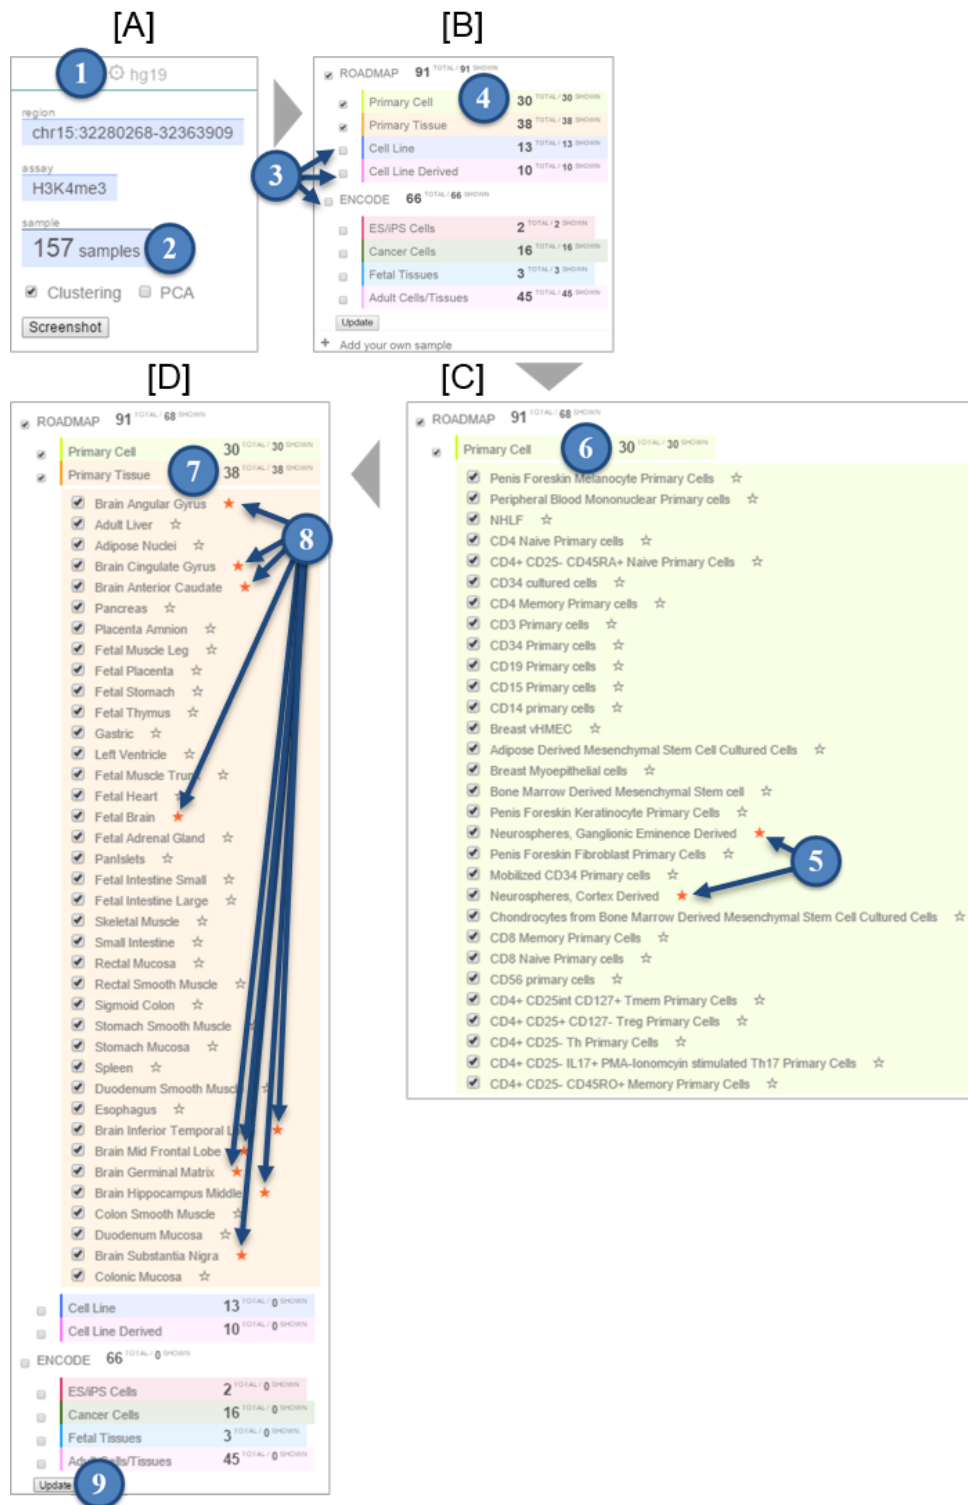 [A]
1 hg19
region
chr15:32280268-32363909
assay
H3K4me3
sample
157 samples 2
Clustering PCA
Screenshot
[B]
ROADMAP 91 TOTAL / 91 SHOWN
Primary Cell 4 30 TOTAL / 30 SHOWN
Primary Tissue 38 TOTAL / 38 SHOWN
3
Cell Line 13 TOTAL / 13 SHOWN
Cell Line Derived 10 TOTAL / 10 SHOWN
ENCODE 66 TOTAL / 66 SHOWN
ES/iPS Cells 2 TOTAL / 2 SHOWN
Cancer Cells 16 TOTAL / 16 SHOWN
Fetal Tissues 3 TOTAL / 3 SHOWN
Adult Cells/Tissues 45 TOTAL / 45 SHOWN
Update
+ Add your own sample
[C]
ROADMAP 91 TOTAL / 68 SHOWN
Primary Cell 6 30 TOTAL / 30 SHOWN
Penis Foreskin Melanocyte Primary Cells
Peripheral Blood Mononuclear Primary cells
NHLF
CD4 Naive Primary cells
CD4+ CD25- CD45RA+ Naive Primary Cells
CD34 cultured cells
CD4 Memory Primary cells
CD3 Primary cells
CD34 Primary cells
CD19 Primary cells
CD15 Primary cells
CD14 primary cells
Breast vHMEC
Adipose Derived Mesenchymal Stem Cell Cultured Cells
Breast Myoepithelial cells
Bone Marrow Derived Mesenchymal Stem cell
Penis Foreskin Keratinocyte Primary Cells
Neurospheres, Ganglionic Eminence Derived
Penis Foreskin Fibroblast Primary Cells
5
Mobilized CD34 Primary cells
Neurospheres, Cortex Derived
Chondrocytes from Bone Marrow Derived Mesenchymal Stem Cell Cultured Cells
CD8 Memory Primary Cells
CD8 Naive Primary cells
CD56 primary cells
CD4+ CD25int CD127+ Tmem Primary Cells
CD4+ CD25+ CD127- Treg Primary Cells
CD4+ CD25- Th Primary Cells
CD4+ CD25- IL17+ PMA-Ionomcyin stimulated Th17 Primary Cells
CD4+ CD25- CD45RO+ Memory Primary Cells
[D]
ROADMAP 91 TOTAL / 68 SHOWN
Primary Cell 30 TOTAL / 30 SHOWN
Primary Tissue 7 38 TOTAL / 38 SHOWN
Brain Angular Gyrus
Adult Liver
8
Adipose Nuclei
Brain Cingulate Gyrus
Brain Anterior Caudate
Pancreas
Placenta Amnion
Fetal Muscle Leg
Fetal Placenta
Fetal Stomach
Fetal Thymus
Gastric
Left Ventricle
Fetal Muscle Trunk
Fetal Heart
Fetal Brain
Fetal Adrenal Gland
PanIslets
Fetal Intestine Small
Fetal Intestine Large
Skeletal Muscle
Small Intestine
Rectal Mucosa
Rectal Smooth Muscle
Sigmoid Colon
Stomach Smooth Muscle
Stomach Mucosa
Spleen
Duodenum Smooth Muscle
Esophagus
Brain Inferior Temporal
Brain Mid Frontal Lobe
Brain Germinal Matrix
Brain Hippocampus Middle
Colon Smooth Muscle
Duodenum Mucosa
Brain Substantia Nigra
Colonic Mucosa
Cell Line 13 TOTAL / 0 SHOWN
Cell Line Derived 10 TOTAL / 0 SHOWN
ENCODE 66 TOTAL / 0 SHOWN
ES/iPS Cells 2 TOTAL / 0 SHOWN
Cancer Cells 16 TOTAL / 0 SHOWN
Fetal Tissues 3 TOTAL / 0 SHOWN
Adult Cells/Tissues 45 TOTAL / 0 SHOWN
Update 9